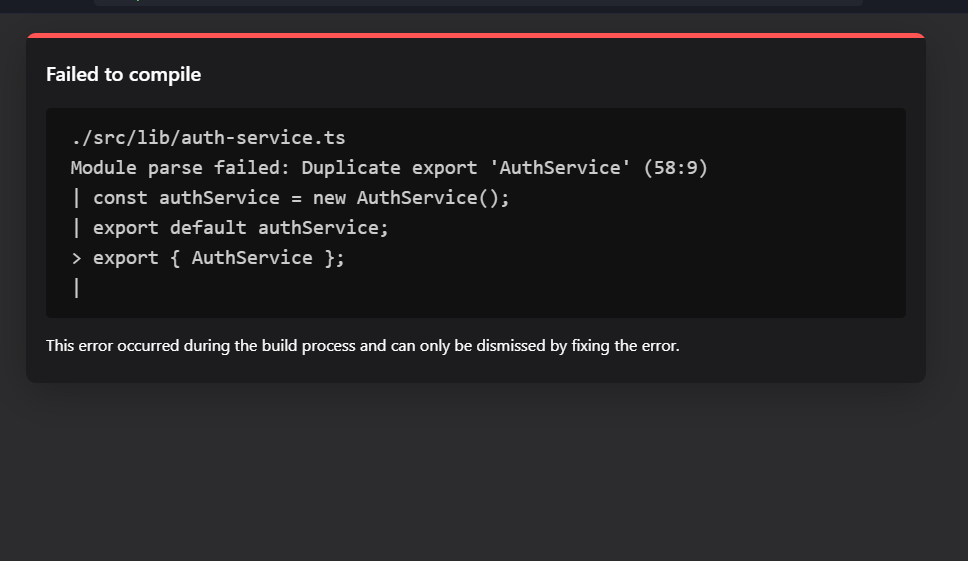 Failed to compile
./src/lib/auth-service.ts
Module parse failed: Duplicate export 'AuthService' (58:9)
| const authService = new AuthService();
| export default authService;
> export { AuthService };
|
This error occurred during the build process and can only be dismissed by fixing the error.